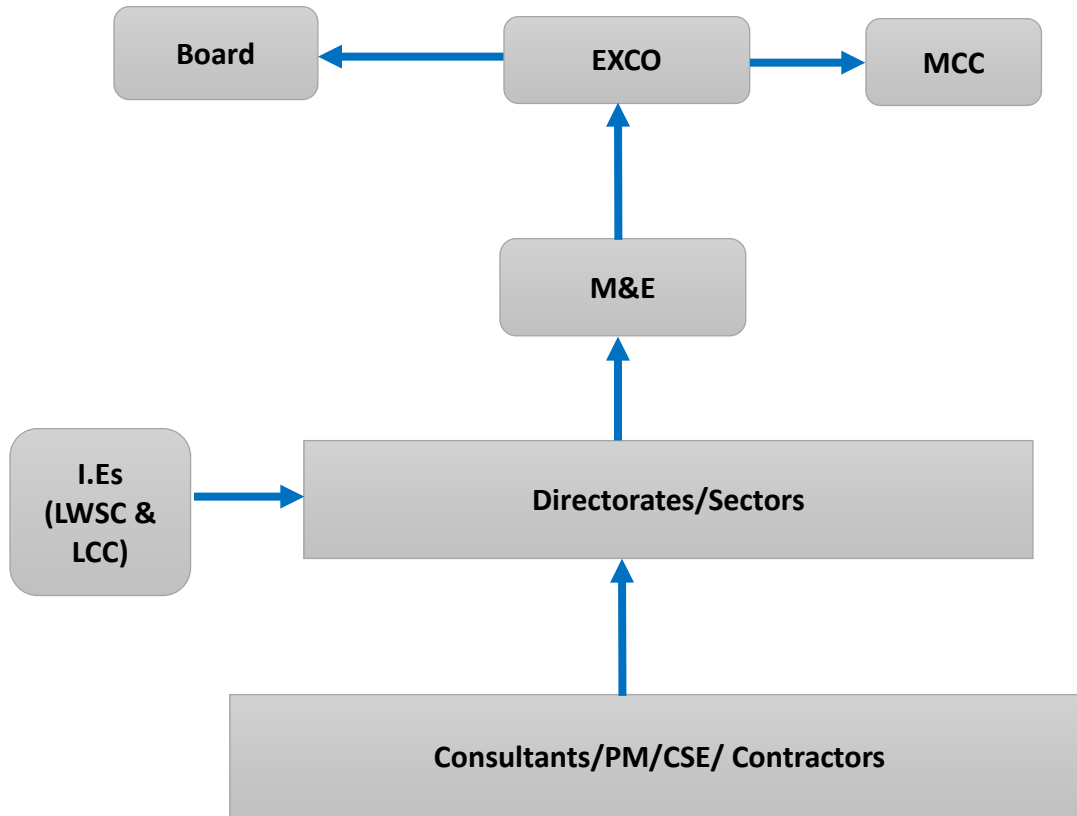 Board
EXCO
MCC
M&E
I.Es
(LWSC &
LCC)
Directorates/Sectors
Consultants/PM/CSE/ Contractors